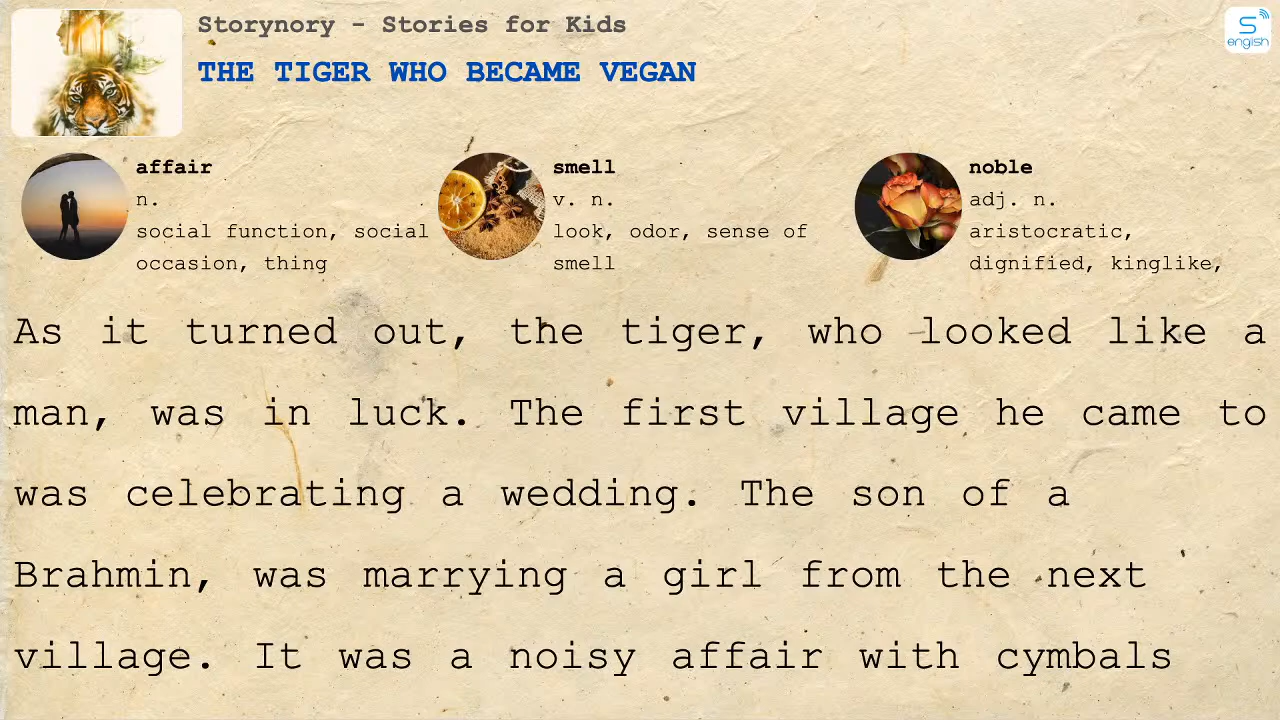 Storynory - Stories for Kids
THE TIGER WHO BECAME VEGAN
S
english
affair
n.
social function, social
occasion, thing
smell
v. n.
look, odor, sense of
smell
noble
adj. n.
aristocratic,
dignified, kinglike,
As it turned out, the tiger, who looked like a
man, was in luck. The first village he came to
was celebrating a wedding. The son of a
Brahmin, was marrying a girl from the next
village. It was a noisy affair with cymbals